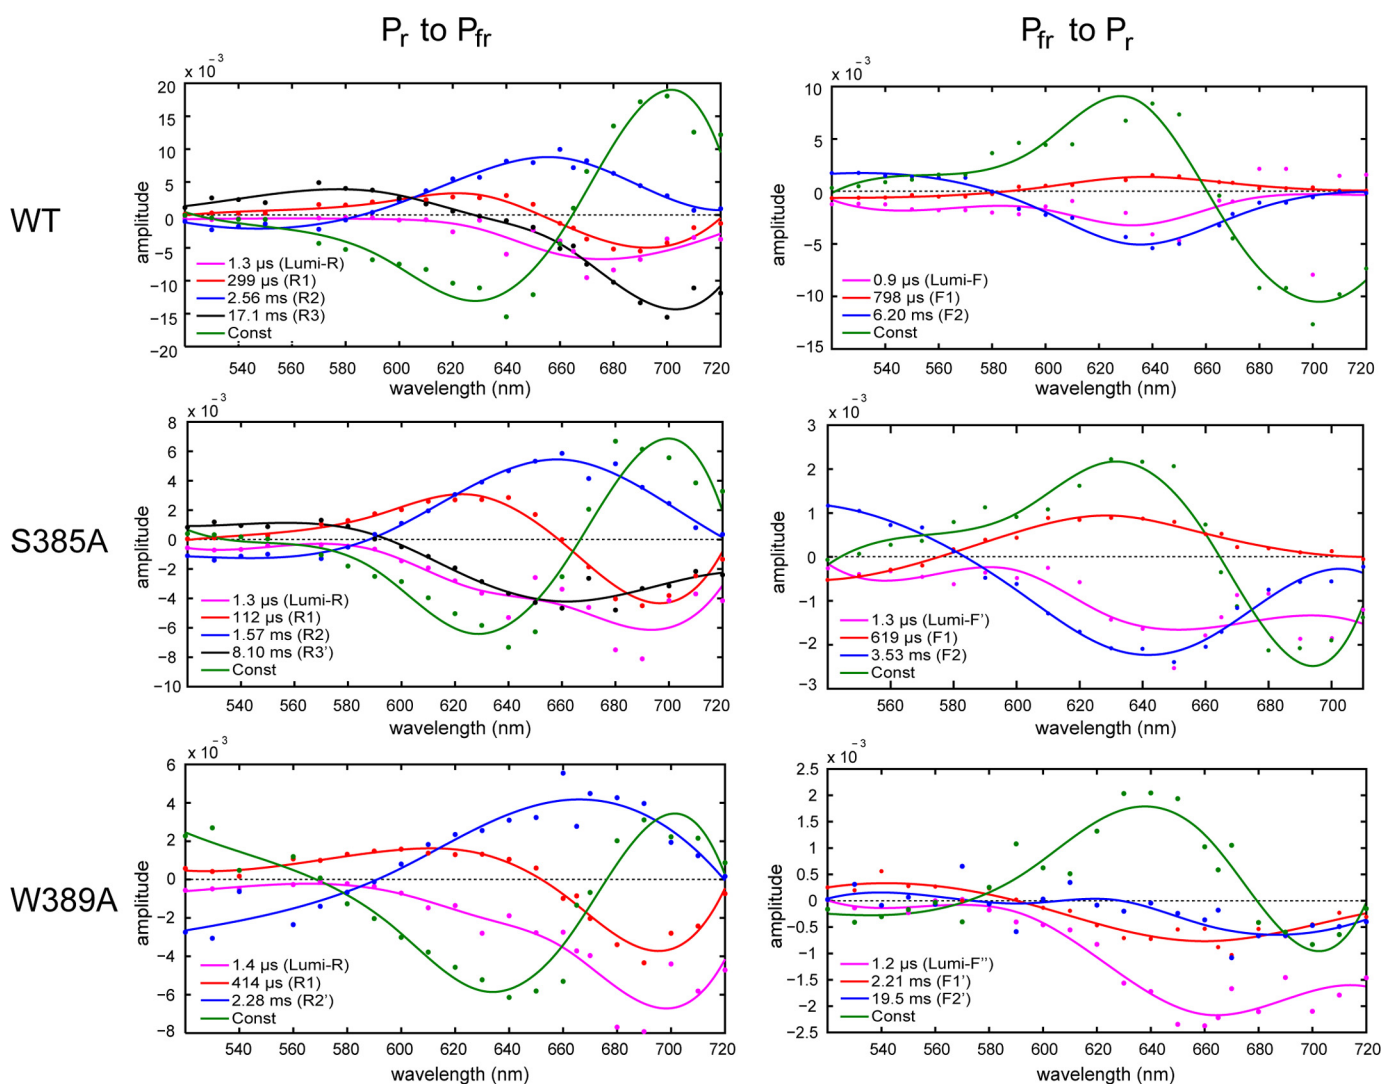 Pr to Pfr
Pfr to Pr
WT
x 10−3
20
15
10
5
0
−5
−10
−15
−20
amplitude
1.3 µs (Lumi-R)
299 µs (R1)
2.56 ms (R2)
17.1 ms (R3)
Const
540 560 580 600 620 640 660 680 700 720
wavelength (nm)
x 10−3
10
5
0
−5
−10
−15
amplitude
0.9 µs (Lumi-F)
798 µs (F1)
6.20 ms (F2)
Const
540 560 580 600 620 640 660 680 700 720
wavelength (nm)
S385A
x 10−3
8
6
4
2
0
−2
−4
−6
−8
−10
amplitude
1.3 µs (Lumi-R)
112 µs (R1)
1.57 ms (R2)
8.10 ms (R3')
Const
540 560 580 600 620 640 660 680 700 720
wavelength (nm)
x 10−3
3
2
1
0
−1
−2
−3
amplitude
1.3 µs (Lumi-F')
619 µs (F1)
3.53 ms (F2)
Const
560 580 600 620 640 660 680 700
wavelength (nm)
W389A
x 10−3
6
4
2
0
−2
−4
−6
−8
amplitude
1.4 µs (Lumi-R)
414 µs (R1)
2.28 ms (R2')
Const
540 560 580 600 620 640 660 680 700 720
wavelength (nm)
x 10−3
2.5
2
1.5
1
0.5
0
−0.5
−1
−1.5
−2
−2.5
amplitude
1.2 µs (Lumi-F'')
2.21 ms (F1')
19.5 ms (F2')
Const
540 560 580 600 620 640 660 680 700 720
wavelength (nm)